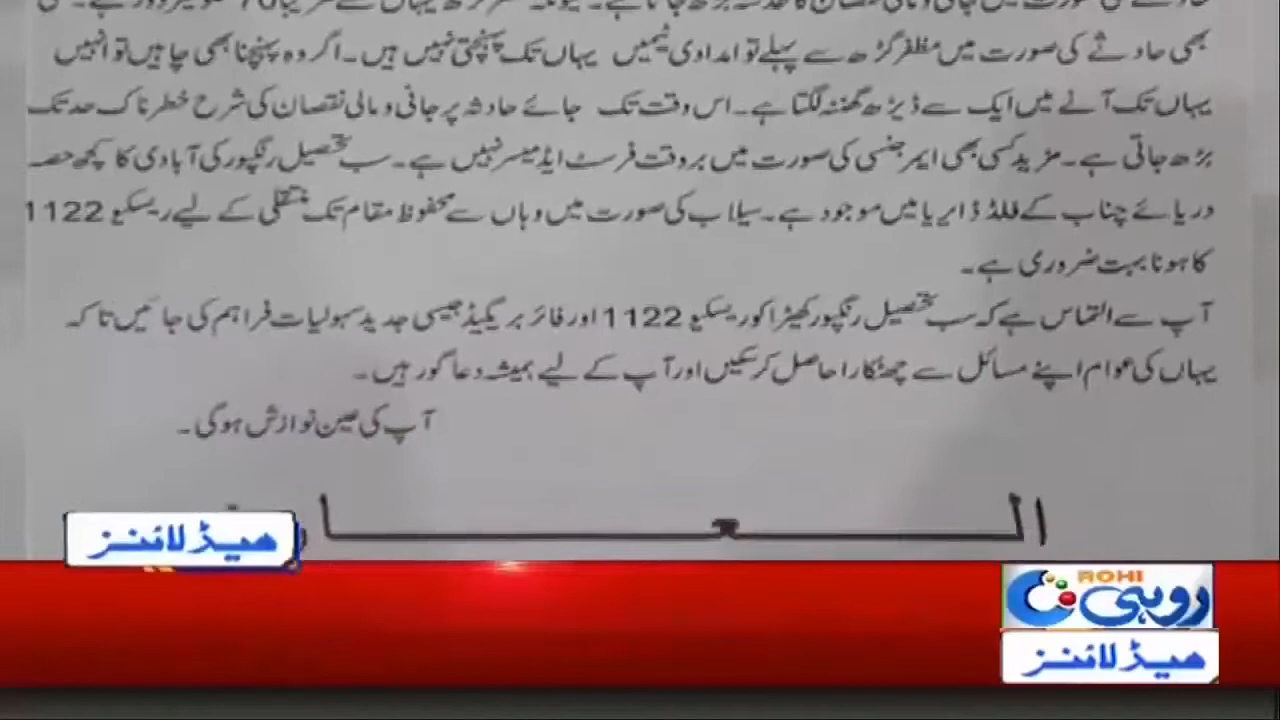 بھی حادثے کی صورت میں مظفر گڑھ سے پہلے تو امدادی ٹیمیں یہاں تک پہنچتی نہیں ہیں۔ اگر وہ پہنچنا بھی چاہیں تو انہیں
یہاں تک آنے میں ایک سے ڈیڑھ گھنٹہ لگتا ہے۔ اس وقت تک جائے حادثہ پر جانی و مالی نقصان کی شرح خطرناک حد تک
بڑھ جاتی ہے۔ مزید کسی بھی ایمرجنسی کی صورت میں بروقت فرسٹ ایڈ میسر نہیں ہے۔ سب تحصیل رنگپور کی آبادی کا کچھ حصہ
دریائے چناب کے فلڈ ایریا میں موجود ہے۔ سیلاب کی صورت میں وہاں سے محفوظ مقام تک منتقلی کے لیے ریسکیو 1122
کا ہونا بہت ضروری ہے۔
آپ سے التماس ہے کہ سب تحصیل رنگپور کھیڑا کو ریسکیو 1122 اور فائر بریگیڈ جیسی جدید سہولیات فراہم کی جائیں تاکہ
یہاں کی عوام اپنے مسائل سے چھٹکارا حاصل کر سکیں اور آپ کے لیے ہمیشہ دعا گو رہیں۔
آپ کی عین نوازش ہوگی۔
ہیڈ لائنز
ROHI
روہی
ہیڈ لائنز